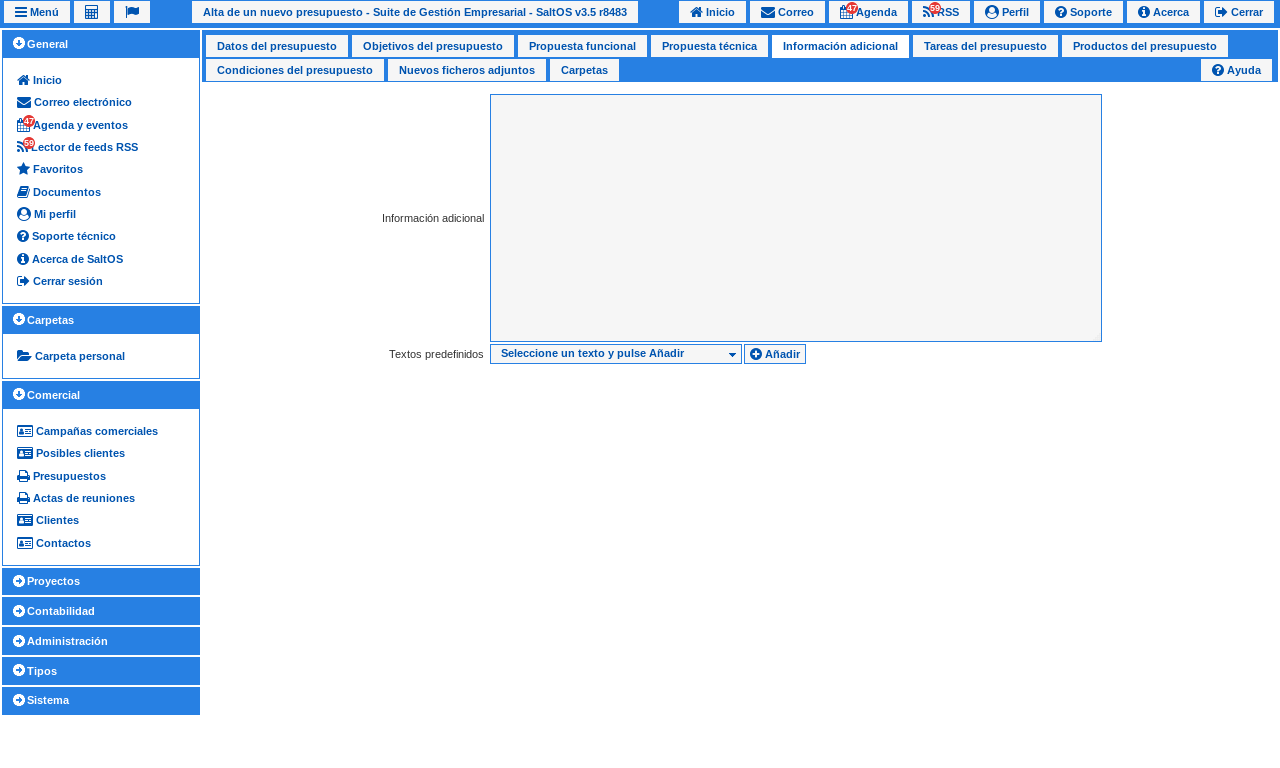 Menú Alta de un nuevo presupuesto - Suite de Gestión Empresarial - SaltOS v3.5 r8483 Inicio Correo 47 Agenda 59 RSS Perfil Soporte Acerca Cerrar
General
Inicio
Correo electrónico
47 Agenda y eventos
59 Lector de feeds RSS
Favoritos
Documentos
Mi perfil
Soporte técnico
Acerca de SaltOS
Cerrar sesión
Carpetas
Carpeta personal
Comercial
Campañas comerciales
Posibles clientes
Presupuestos
Actas de reuniones
Clientes
Contactos
Proyectos
Contabilidad
Administración
Tipos
Sistema
Datos del presupuesto Objetivos del presupuesto Propuesta funcional Propuesta técnica Información adicional Tareas del presupuesto Productos del presupuesto
Condiciones del presupuesto Nuevos ficheros adjuntos Carpetas Ayuda
Información adicional
Textos predefinidos Seleccione un texto y pulse Añadir Añadir